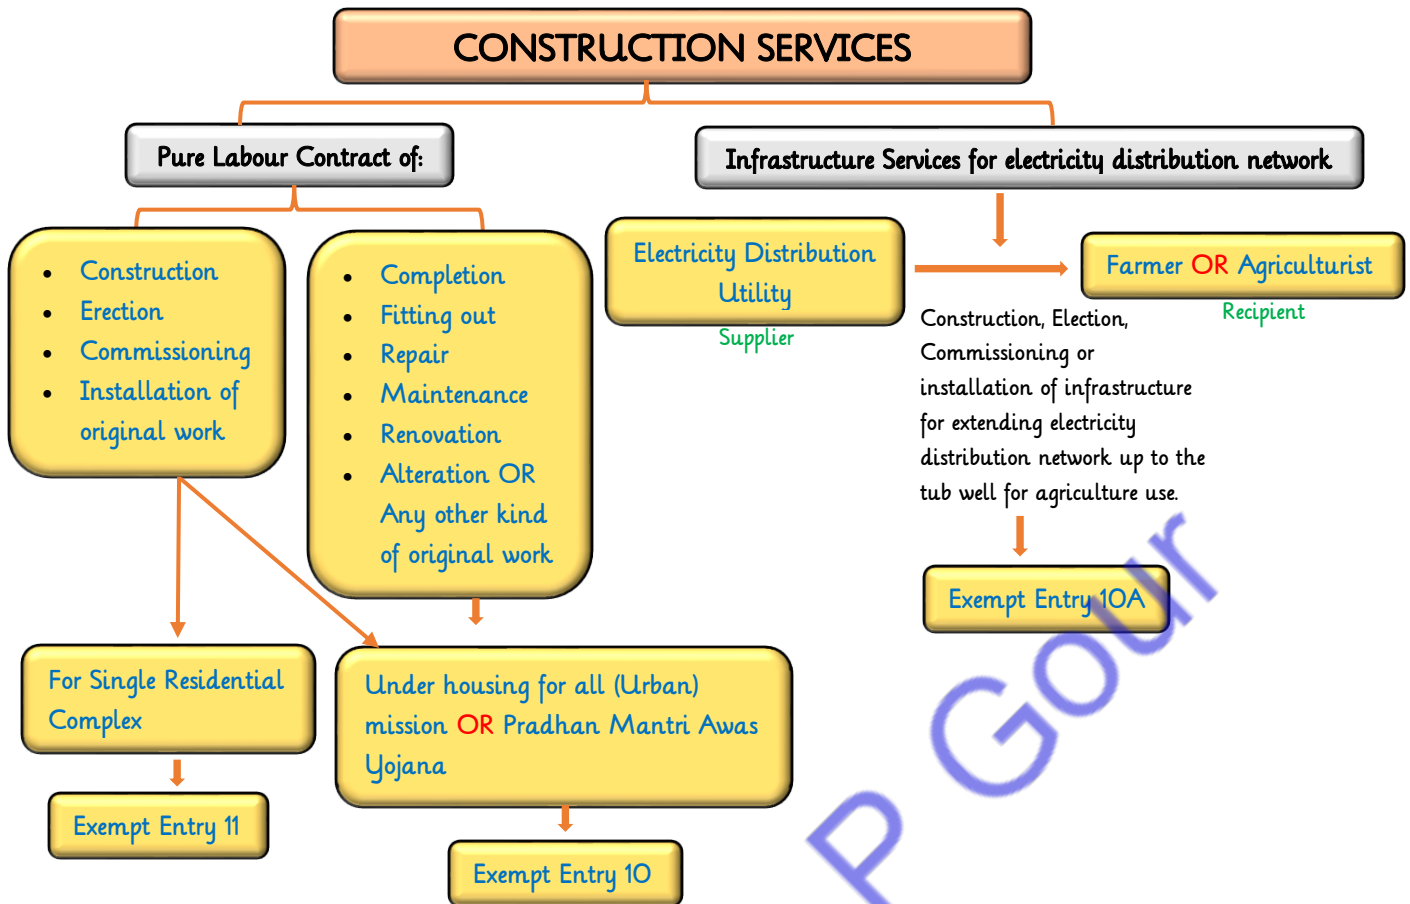 CONSTRUCTION SERVICES
Pure Labour Contract of:
Infrastructure Services for electricity distribution network
• Construction
• Erection
• Commissioning
• Installation of
original work
• Completion
• Fitting out
• Repair
• Maintenance
• Renovation
• Alteration OR
Any other kind
of original work
Electricity Distribution
Utility
Supplier
Farmer OR Agriculturist
Recipient
Construction, Election,
Commissioning or
installation of infrastructure
for extending electricity
distribution network up to the
tub well for agriculture use.
Exempt Entry 10A
For Single Residential
Complex
Under housing for all (Urban)
mission OR Pradhan Mantri Awas
Yojana
Exempt Entry 11
Exempt Entry 10
P Gour